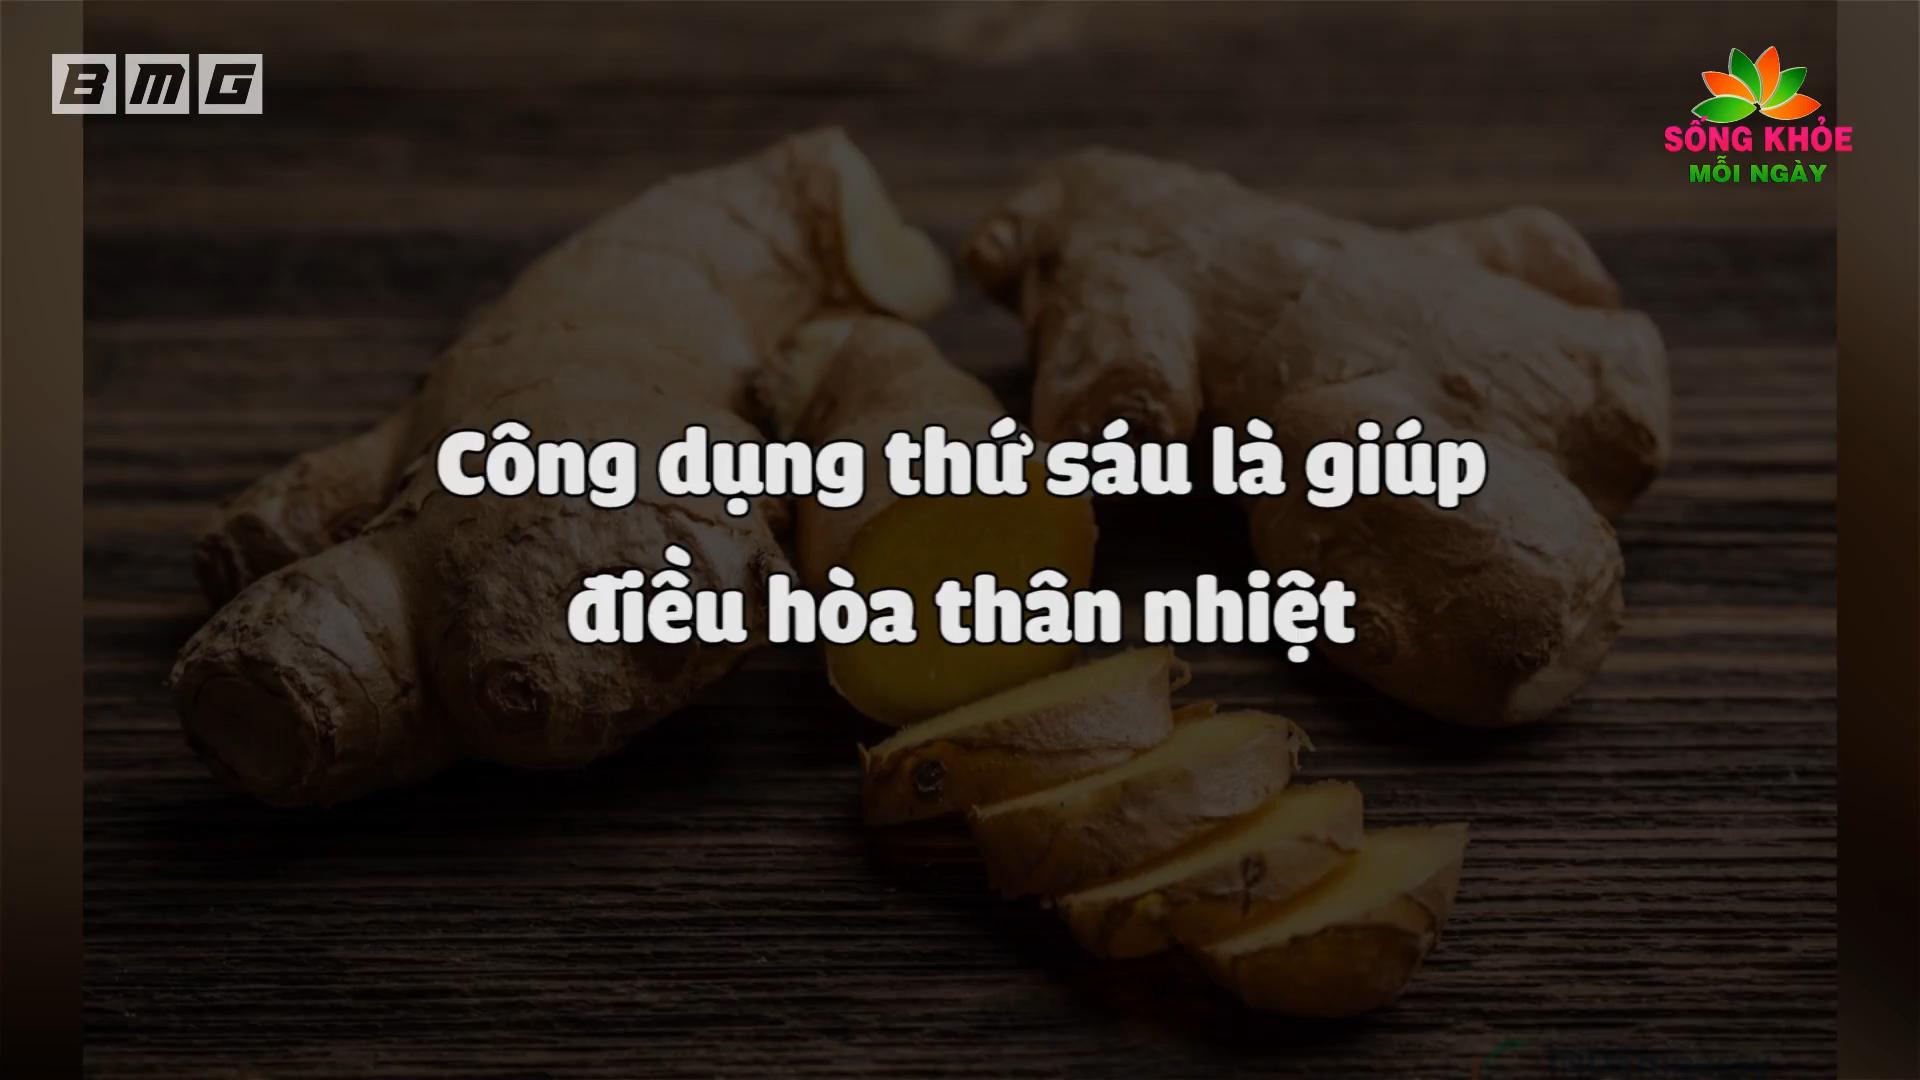 BMG
SỐNG KHỎE
MỖI NGÀY
Công dụng thứ sáu là giúp
điều hòa thân nhiệt